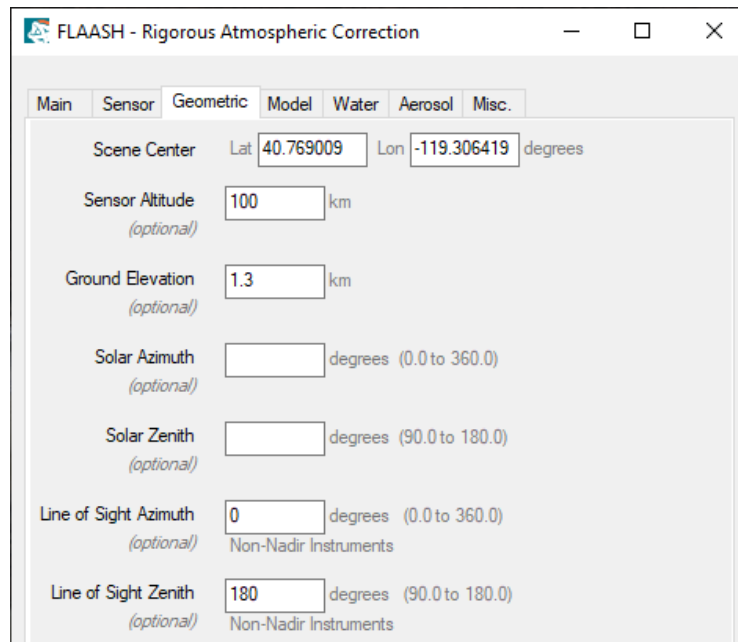 FLAASH - Rigorous Atmospheric Correction
Main Sensor Geometric Model Water Aerosol Misc.
Scene Center Lat 40.769009 Lon -119.306419 degrees
Sensor Altitude 100 km
(optional)
Ground Elevation 1.3 km
(optional)
Solar Azimuth degrees (0.0 to 360.0)
(optional)
Solar Zenith degrees (90.0 to 180.0)
(optional)
Line of Sight Azimuth 0 degrees (0.0 to 360.0)
(optional) Non-Nadir Instruments
Line of Sight Zenith 180 degrees (90.0 to 180.0)
(optional) Non-Nadir Instruments